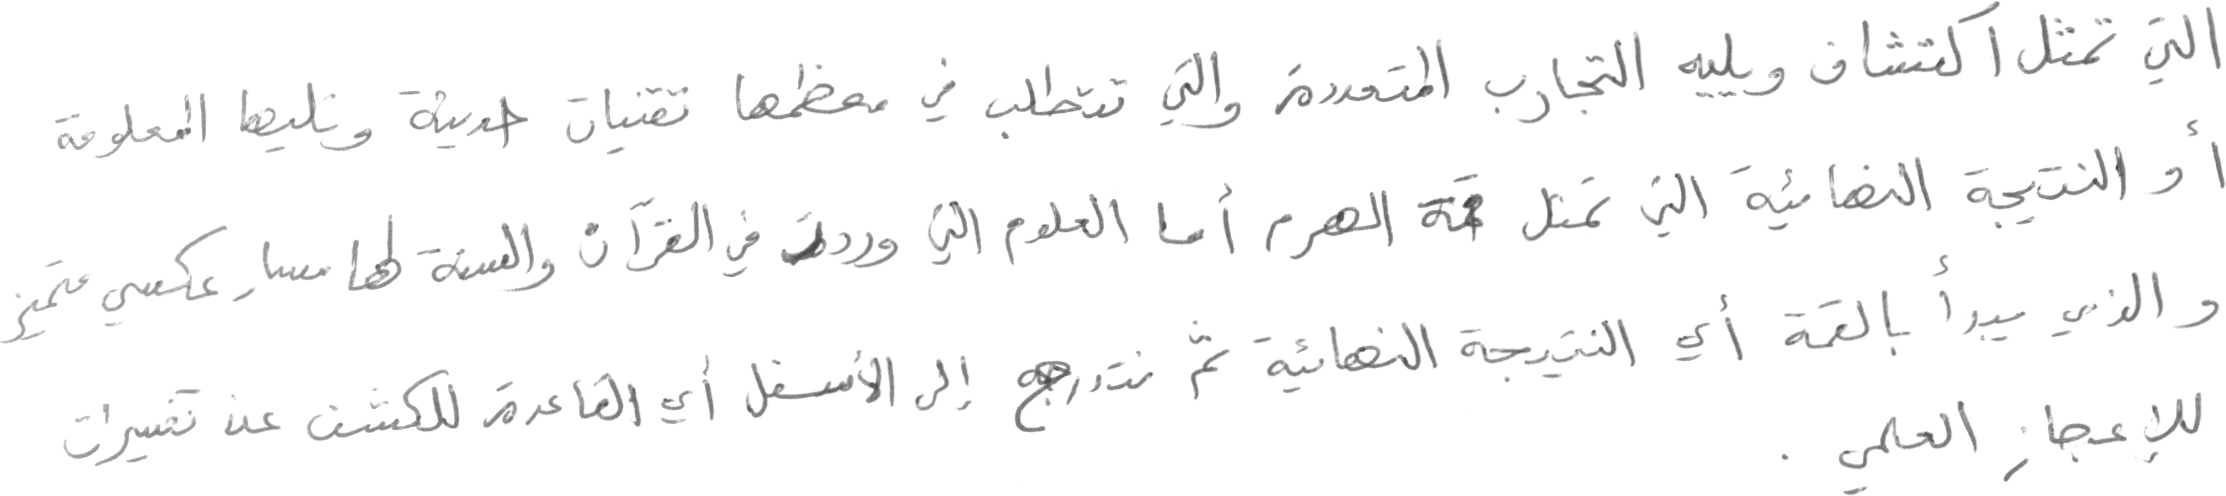 التي تمثل اكتشاف ويليه التجارب المتعددة والتي تتطلب في معظمها تقنيات حديثة وتليها المعلومة
أو النتيجة النهائية التي تمثل قمة الهرم أما العلوم التي وردت في القرآن والسنة لها مسار عكسي متميز
والذي يبدأ بالقمة أي النتيجة النهائية ثم نتدرج إلى الأسفل أي القاعدة للكشف عن تفسيرات
للإعجاز العلمي .